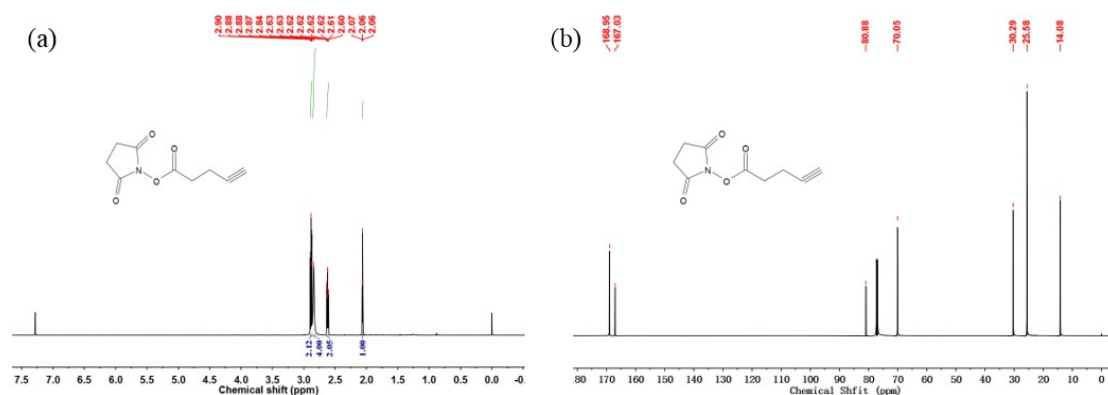 (a)
2.90
2.88
2.88
2.87
2.84
2.63
2.63
2.62
2.62
2.62
2.62
2.61
2.60
2.07
2.06
2.06
O
N
O
O
O
2.12
4.00
2.05
1.00
7.5 7.0 6.5 6.0 5.5 5.0 4.5 4.0 3.5 3.0 2.5 2.0 1.5 1.0 0.5 0.0 -0.
Chemical shift (ppm)
(b)
168.95
167.03
80.88
70.05
30.29
25.58
14.08
O
N
O
O
O
180 170 160 150 140 130 120 110 100 90 80 70 60 50 40 30 20 10 0
Chemical Shfit (ppm)